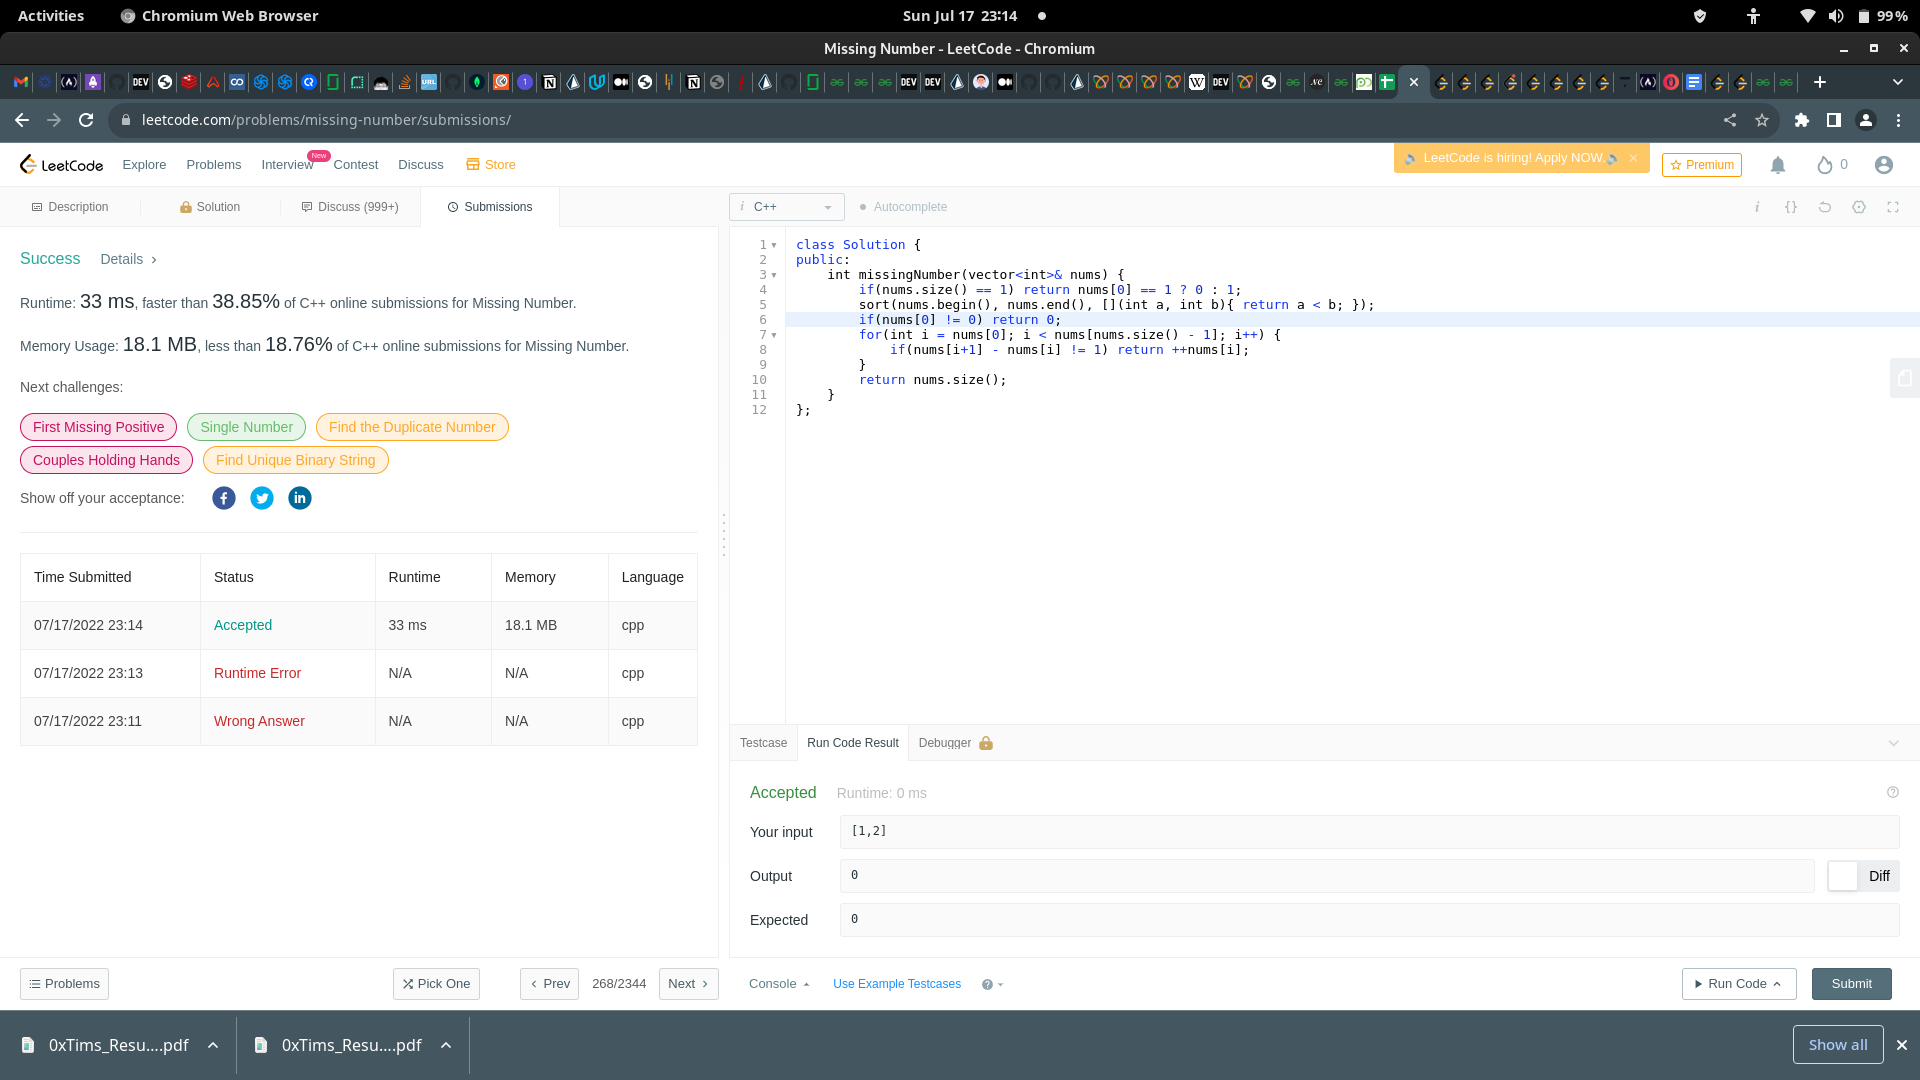 Activities
Chromium Web Browser
Sun Jul 17 23:14
99 %
Missing Number - LeetCode - Chromium
leetcode.com/problems/missing-number/submissions/
LeetCode
Explore
Problems
Interview
New
Contest
Discuss
Store
🔈 LeetCode is hiring! Apply NOW.🔈
Premium
0
Description
Solution
Discuss (999+)
Submissions
i C++
Autocomplete
Success Details
Runtime: 33 ms, faster than 38.85% of C++ online submissions for Missing Number.
Memory Usage: 18.1 MB, less than 18.76% of C++ online submissions for Missing Number.
Next challenges:
First Missing Positive
Single Number
Find the Duplicate Number
Couples Holding Hands
Find Unique Binary String
Show off your acceptance:
Time Submitted Status Runtime Memory Language
07/17/2022 23:14 Accepted 33 ms 18.1 MB cpp
07/17/2022 23:13 Runtime Error N/A N/A cpp
07/17/2022 23:11 Wrong Answer N/A N/A cpp
Problems
Pick One
Prev
268/2344
Next
1 class Solution {
2 public:
3 int missingNumber(vector<int>& nums) {
4 if(nums.size() == 1) return nums[0] == 1 ? 0 : 1;
5 sort(nums.begin(), nums.end(), [](int a, int b){ return a < b; });
6 if(nums[0] != 0) return 0;
7 for(int i = nums[0]; i < nums[nums.size() - 1]; i++) {
8 if(nums[i+1] - nums[i] != 1) return ++nums[i];
9 }
10 return nums.size();
11 }
12 };
Testcase
Run Code Result
Debugger
Accepted Runtime: 0 ms
Your input [1,2]
Output 0
Diff
Expected 0
Console
Use Example Testcases
Run Code
Submit
0xTims_Resu....pdf
0xTims_Resu....pdf
Show all